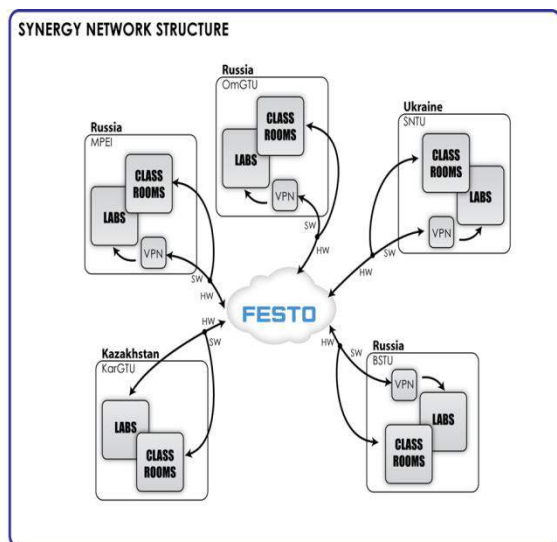 SYNERGY NETWORK STRUCTURE
Russia
OmGTU
CLASS
ROOMS
LABS
VPN
SW
HW
Russia
MPEI
CLASS
ROOMS
LABS
VPN
SW
HW
Ukraine
SNTU
CLASS
ROOMS
LABS
VPN
SW
HW
FESTO
Kazakhstan
KarGTU
HW
SW
LABS
CLASS
ROOMS
Russia
BSTU
HW
SW
VPN
LABS
CLASS
ROOMS